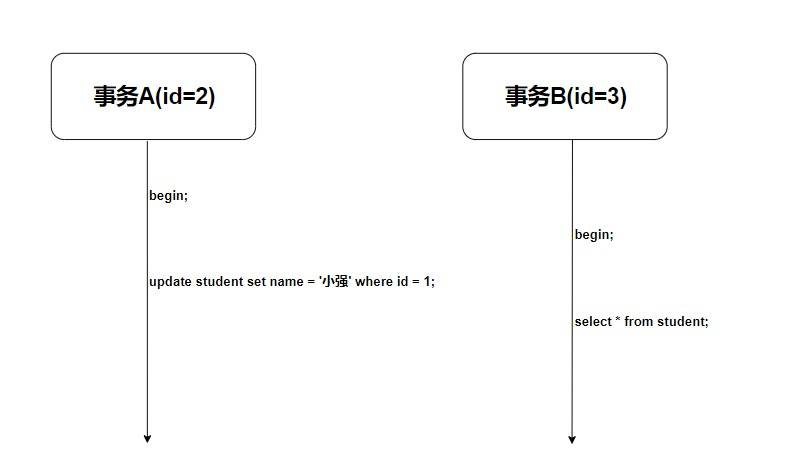 事务A(id=2)
事务B(id=3)
begin;
begin;
update student set name = '小强' where id = 1;
select * from student;